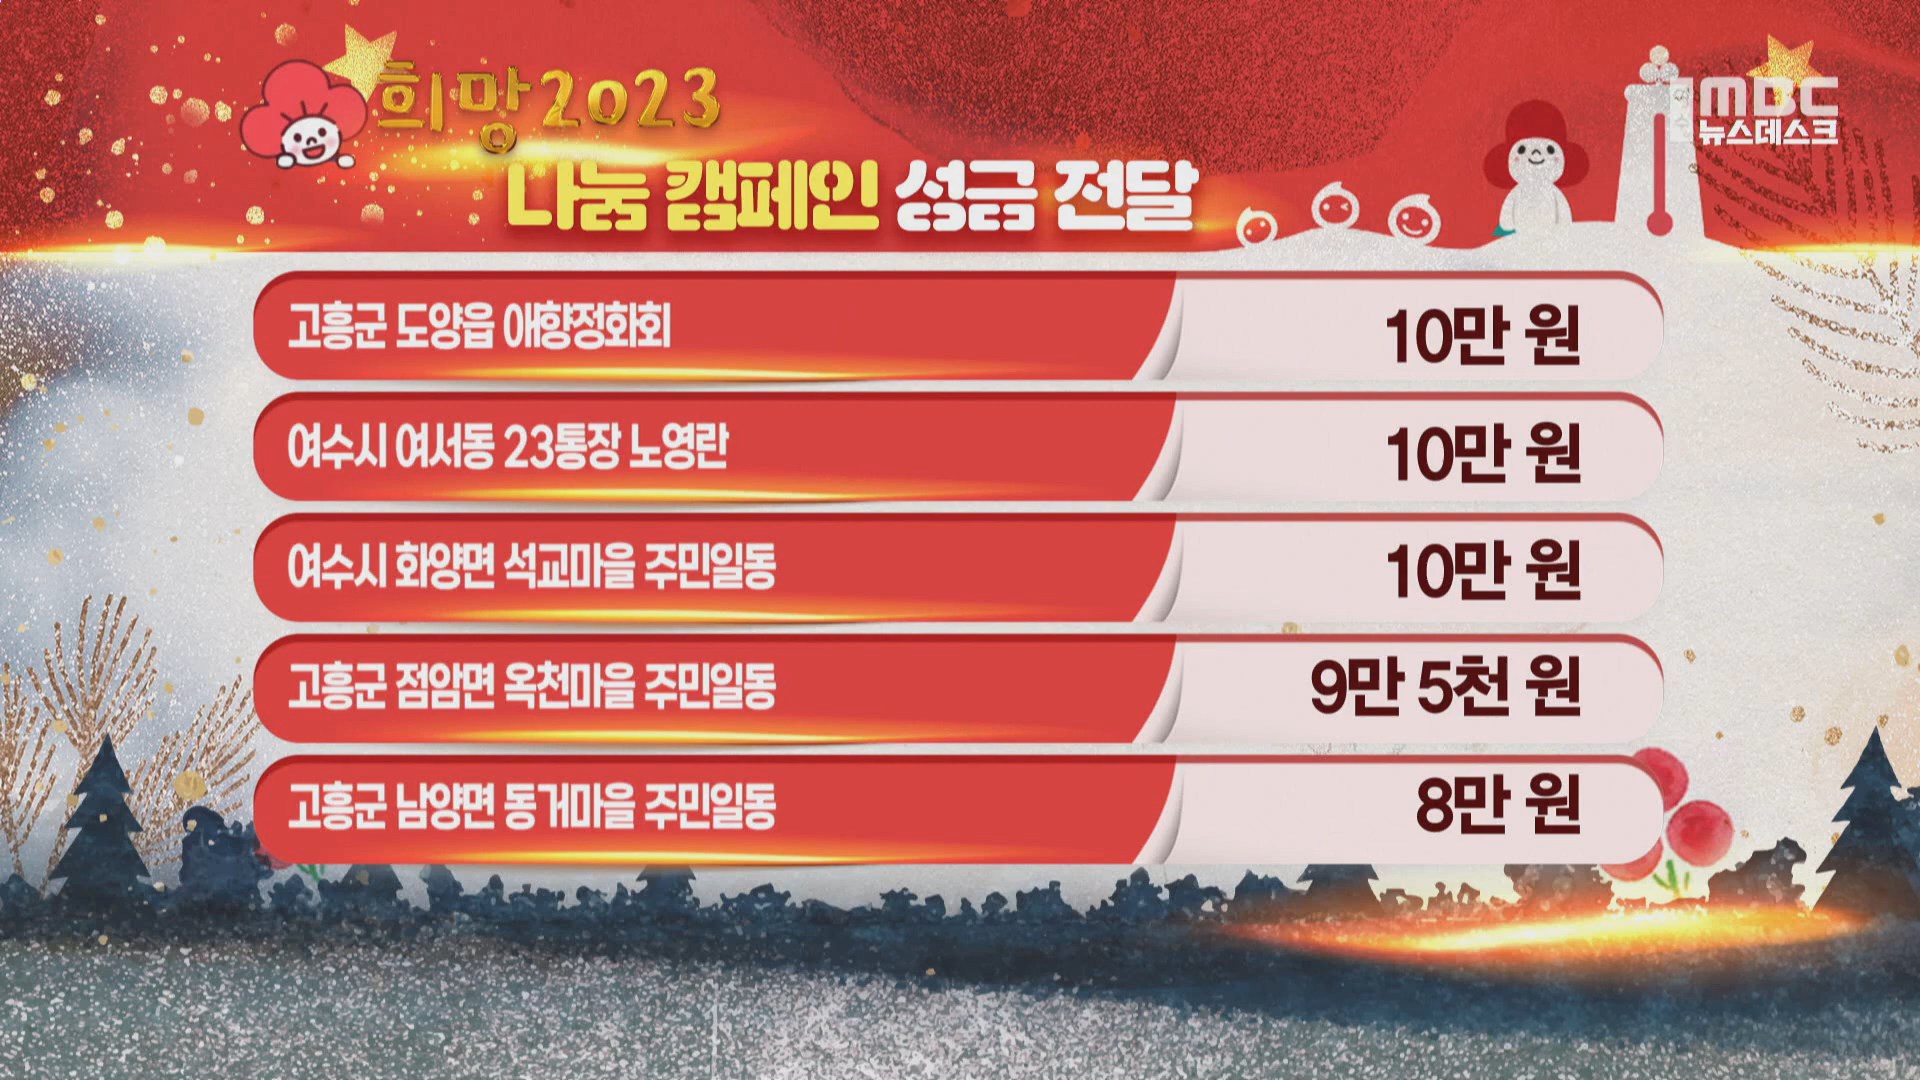 희망2023
나눔 캠페인 성금 전달
MBC
뉴스데스크
고흥군 도양읍 애향정화회
10만 원
여수시 여서동 23통장 노영란
10만 원
여수시 화양면 석교마을 주민일동
10만 원
고흥군 점암면 옥천마을 주민일동
9만 5천 원
고흥군 남양면 동거마을 주민일동
8만 원